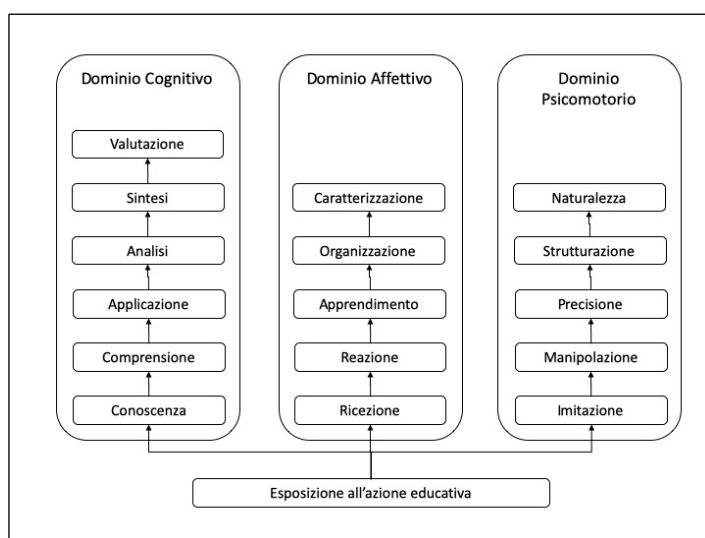 Dominio Cognitivo
Valutazione
Sintesi
Analisi
Applicazione
Comprensione
Conoscenza
Dominio Affettivo
Caratterizzazione
Organizzazione
Apprendimento
Reazione
Ricezione
Dominio
Psicomotorio
Naturalezza
Strutturazione
Precisione
Manipolazione
Imitazione
Esposizione all'azione educativa